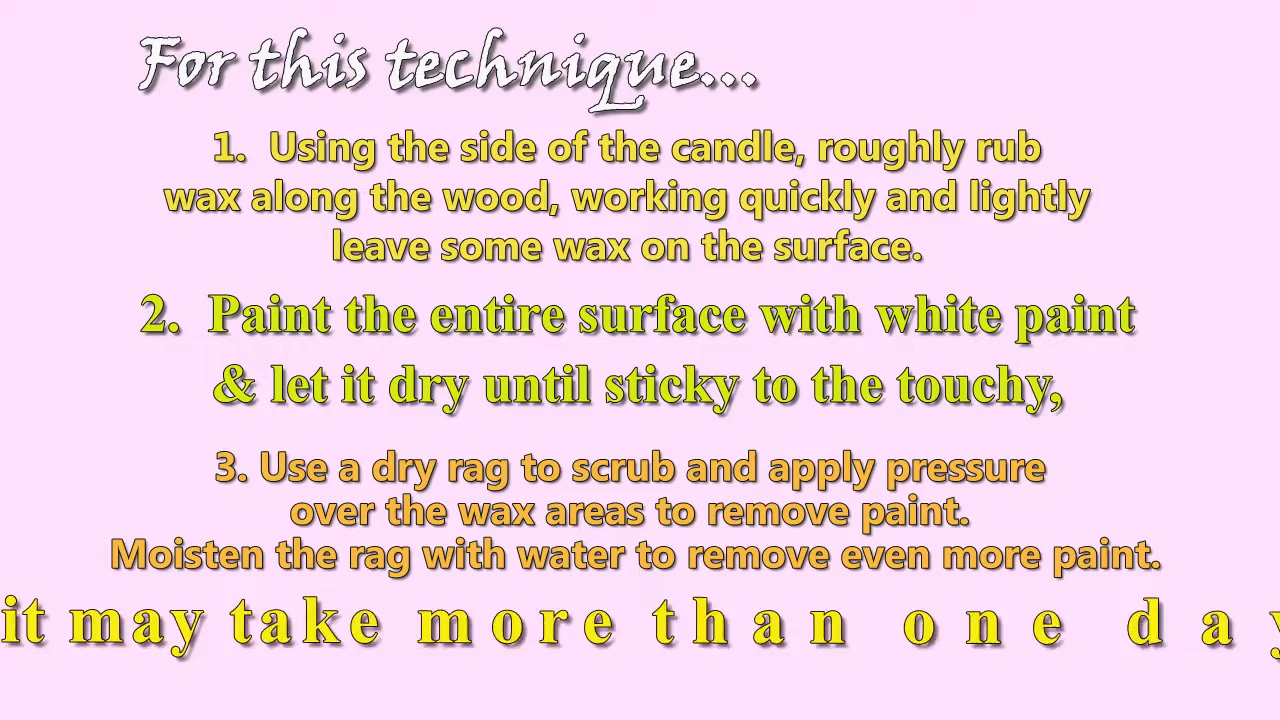 For this technique...
1. Using the side of the candle, roughly rub
wax along the wood, working quickly and lightly
leave some wax on the surface.
2. Paint the entire surface with white paint
& let it dry until sticky to the touchy,
3. Use a dry rag to scrub and apply pressure
over the wax areas to remove paint.
Moisten the rag with water to remove even more paint.
it may take more than one day